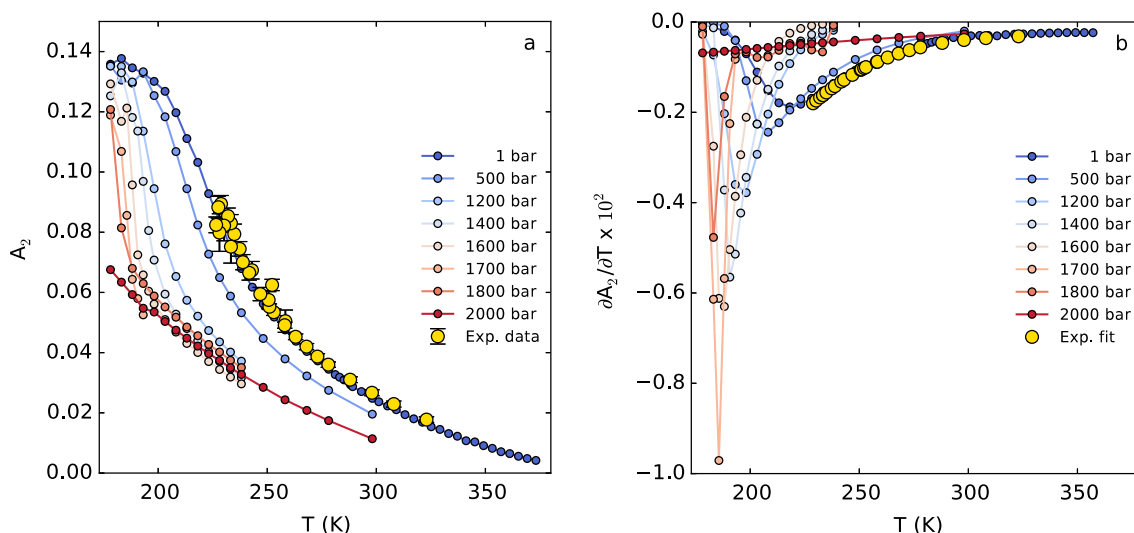 a
A₂
0.14
0.12
0.10
0.08
0.06
0.04
0.02
0.00
200
250
300
350
T (K)
1 bar
500 bar
1200 bar
1400 bar
1600 bar
1700 bar
1800 bar
2000 bar
Exp. data
b
∂A₂/∂T x 10²
0.0
−0.2
−0.4
−0.6
−0.8
−1.0
200
250
300
350
T (K)
1 bar
500 bar
1200 bar
1400 bar
1600 bar
1700 bar
1800 bar
2000 bar
Exp. fit